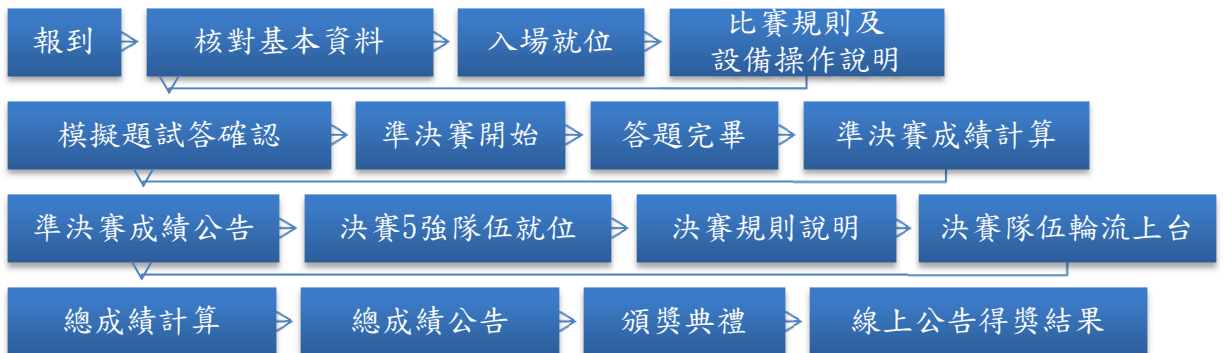 報到
核對基本資料
入場就位
比賽規則及
設備操作說明
模擬題試答確認
準決賽開始
答題完畢
準決賽成績計算
準決賽成績公告
決賽5強隊伍就位
決賽規則說明
決賽隊伍輪流上台
總成績計算
總成績公告
頒獎典禮
線上公告得獎結果